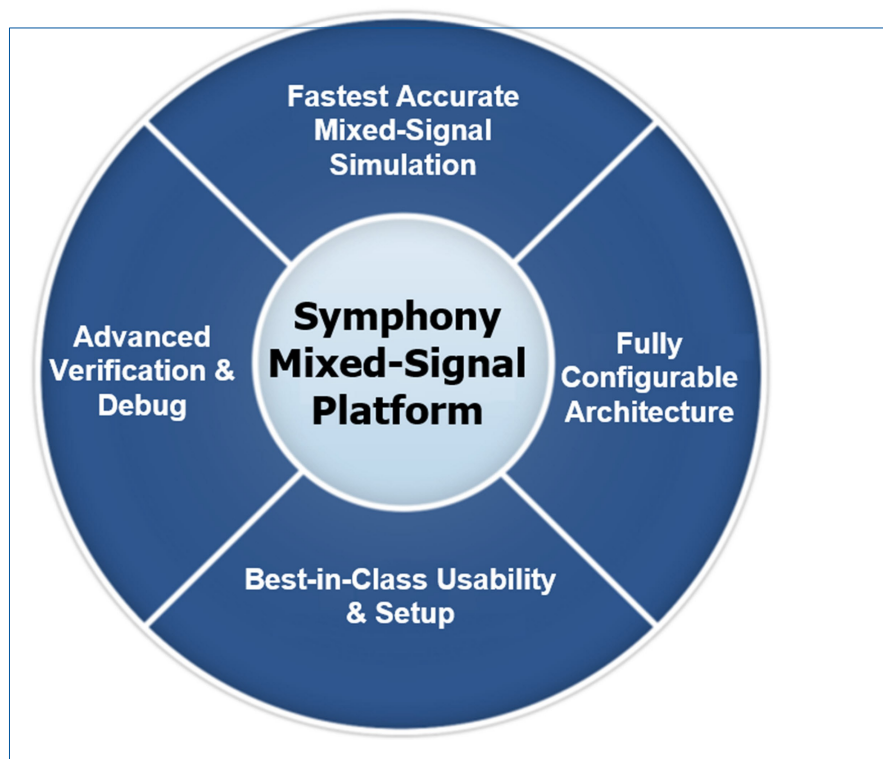 Fastest Accurate
Mixed-Signal
Simulation
Advanced
Verification &
Debug
Symphony
Mixed-Signal
Platform
Fully
Configurable
Architecture
Best-in-Class Usability
& Setup